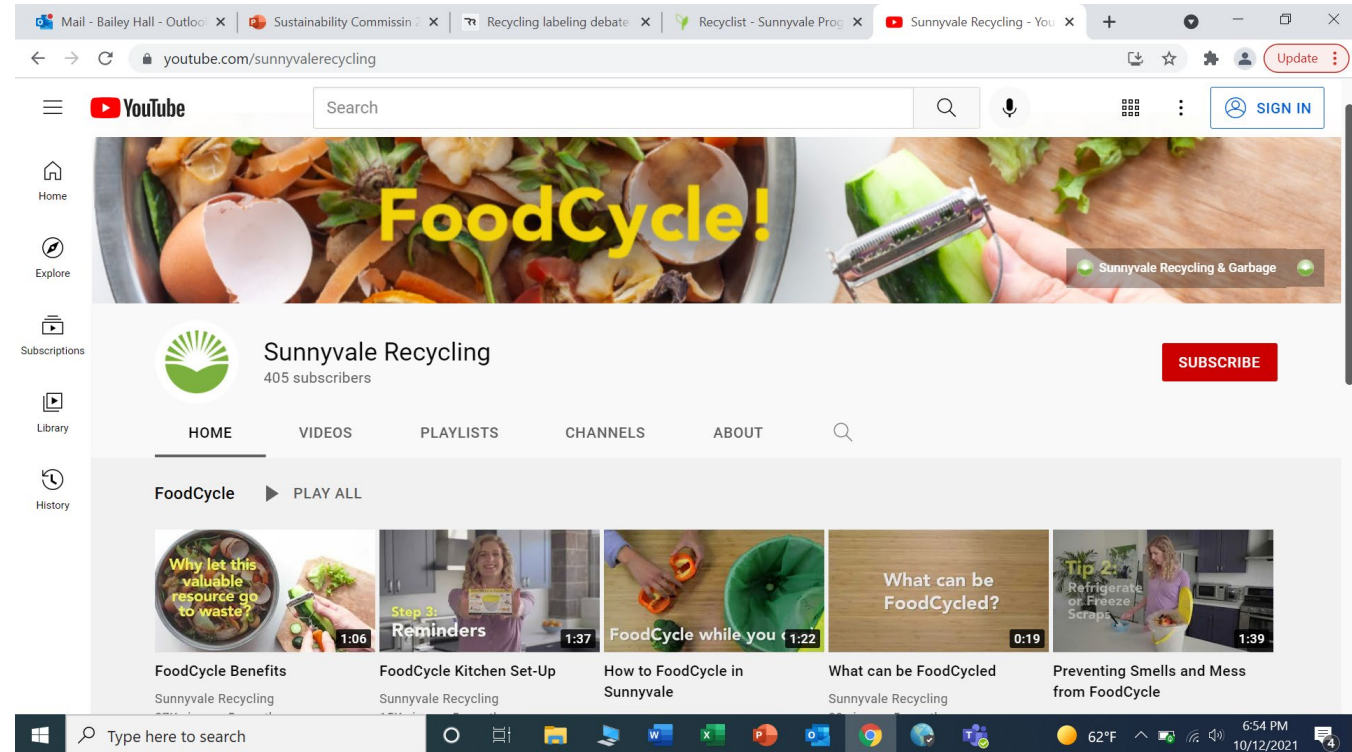 Mail - Bailey Hall - Outloo
Sustainability Commissin 2
Recycling labeling debate
Recyclist - Sunnyvale Prog
Sunnyvale Recycling - You
youtube.com/sunnyvalerecycling
Update
YouTube
Search
SIGN IN
Home
Explore
Subscriptions
Library
History
FoodCycle!
Sunnyvale Recycling & Garbage
Sunnyvale Recycling
405 subscribers
SUBSCRIBE
HOME VIDEOS PLAYLISTS CHANNELS ABOUT
FoodCycle PLAY ALL
Why let this
valuable
resource go
to waste?
1:06
Step 3:
Reminders
1:37
FoodCycle while you
1:22
What can be
FoodCycled?
0:19
Tip 2:
Refrigerate
or Freeze
Scraps
1:39
FoodCycle Benefits
Sunnyvale Recycling
FoodCycle Kitchen Set-Up
Sunnyvale Recycling
How to FoodCycle in
Sunnyvale
What can be FoodCycled
Sunnyvale Recycling
Preventing Smells and Mess
from FoodCycle
Type here to search
62°F
6:54 PM
10/12/2021
4